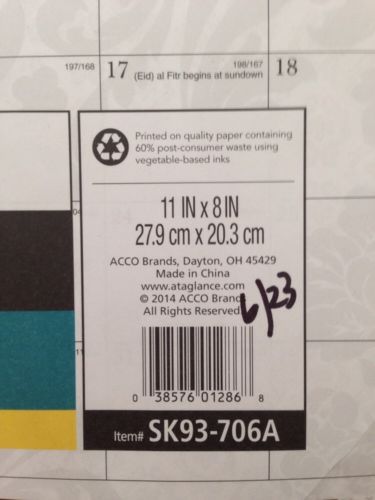 197/168
17
(Eid) al Fitr begins at sundown
198/167
18
Printed on quality paper containing
60% post-consumer waste using
vegetable-based inks
11 IN x 8 IN
27.9 cm x 20.3 cm
ACCO Brands, Dayton, OH 45429
Made in China
www.ataglance.com
© 2014 ACCO Brands
All Rights Reserved
6/23
0 38576 01286 8
Item# SK93-706A